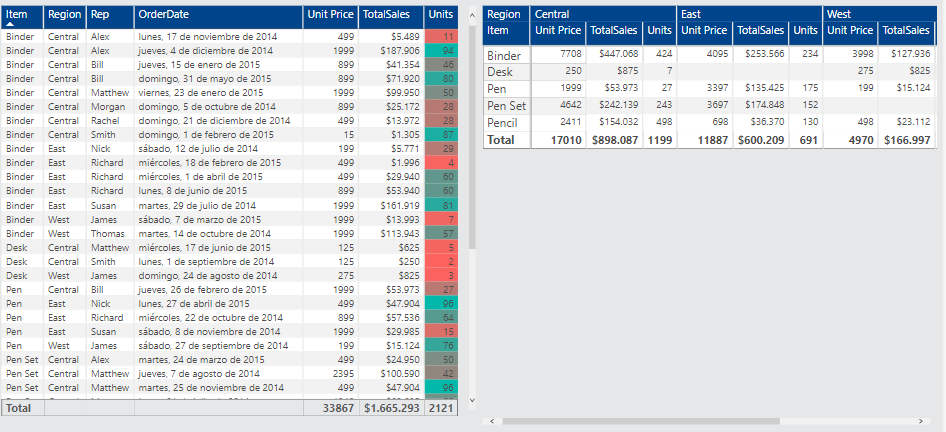 Item Region Rep OrderDate Unit Price TotalSales Units
Binder Central Alex lunes, 17 de noviembre de 2014 499 $5.489 11
Binder Central Alex jueves, 4 de diciembre de 2014 1999 $187.906 94
Binder Central Bill jueves, 15 de enero de 2015 899 $41.354 46
Binder Central Bill domingo, 31 de mayo de 2015 899 $71.920 80
Binder Central Matthew viernes, 23 de enero de 2015 1999 $99.950 50
Binder Central Morgan domingo, 5 de octubre de 2014 899 $25.172 28
Binder Central Rachel domingo, 21 de diciembre de 2014 499 $13.972 28
Binder Central Smith domingo, 1 de febrero de 2015 15 $1.305 87
Binder East Nick sábado, 12 de julio de 2014 199 $5.771 29
Binder East Richard miércoles, 18 de febrero de 2015 499 $1.996 4
Binder East Richard miércoles, 1 de abril de 2015 499 $29.940 60
Binder East Richard lunes, 8 de junio de 2015 899 $53.940 60
Binder East Susan martes, 29 de julio de 2014 1999 $161.919 81
Binder West James sábado, 7 de marzo de 2015 1999 $13.993 7
Binder West Thomas martes, 14 de octubre de 2014 1999 $113.943 57
Desk Central Matthew miércoles, 17 de junio de 2015 125 $625 5
Desk Central Smith lunes, 1 de septiembre de 2014 125 $250 2
Desk West James domingo, 24 de agosto de 2014 275 $825 3
Pen Central Bill jueves, 26 de febrero de 2015 1999 $53.973 27
Pen East Nick lunes, 27 de abril de 2015 499 $47.904 96
Pen East Richard miércoles, 22 de octubre de 2014 899 $57.536 64
Pen East Susan sábado, 8 de noviembre de 2014 1999 $29.985 15
Pen West James sábado, 27 de septiembre de 2014 199 $15.124 76
Pen Set Central Alex martes, 24 de marzo de 2015 499 $24.950 50
Pen Set Central Matthew jueves, 7 de agosto de 2014 2395 $100.590 42
Pen Set Central Matthew martes, 25 de noviembre de 2014 499 $47.904 96
Total 33867 $1.665.293 2121
Region Central East West
Item Unit Price TotalSales Units Unit Price TotalSales Units Unit Price TotalSales
Binder 7708 $447.068 424 4095 $253.566 234 3998 $127.936
Desk 250 $875 7 275 $825
Pen 1999 $53.973 27 3397 $135.425 175 199 $15.124
Pen Set 4642 $242.139 243 3697 $174.848 152
Pencil 2411 $154.032 498 698 $36.370 130 498 $23.112
Total 17010 $898.087 1199 11887 $600.209 691 4970 $166.997